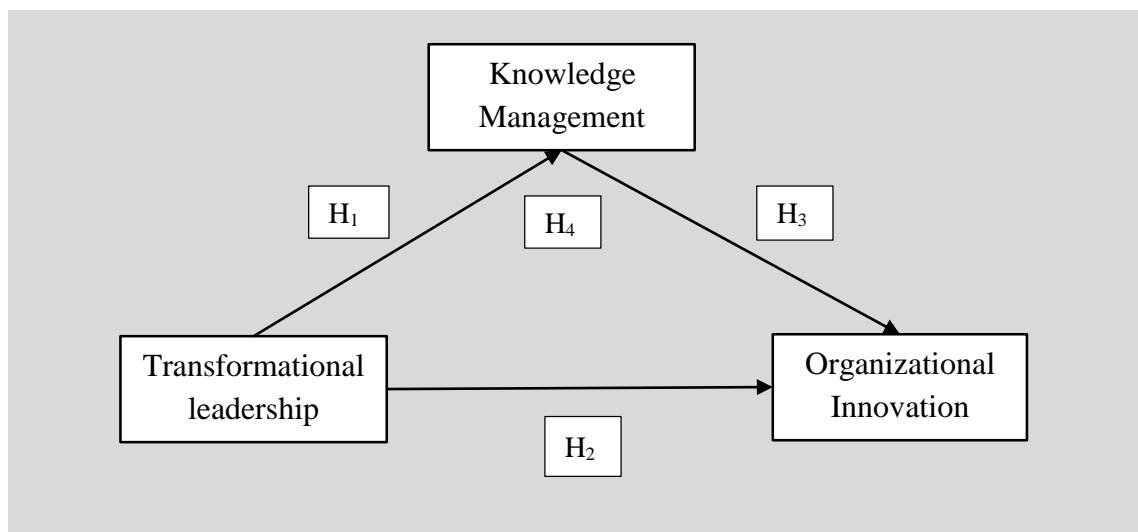 Knowledge
Management
H₁
H₄
H₃
Transformational
leadership
Organizational
Innovation
H₂